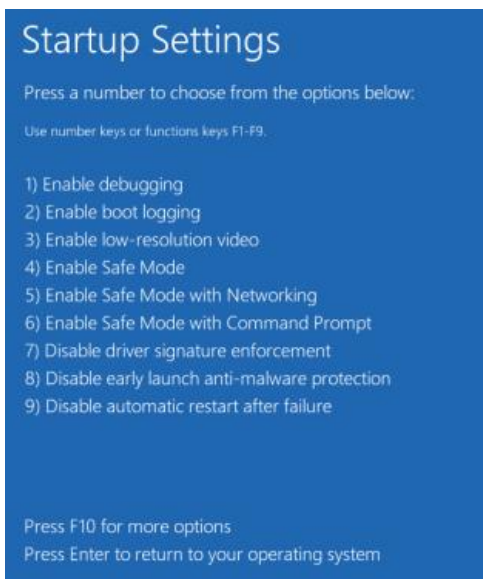 Startup Settings
Press a number to choose from the options below:
Use number keys or functions keys F1-F9.
1) Enable debugging
2) Enable boot logging
3) Enable low-resolution video
4) Enable Safe Mode
5) Enable Safe Mode with Networking
6) Enable Safe Mode with Command Prompt
7) Disable driver signature enforcement
8) Disable early launch anti-malware protection
9) Disable automatic restart after failure
Press F10 for more options
Press Enter to return to your operating system